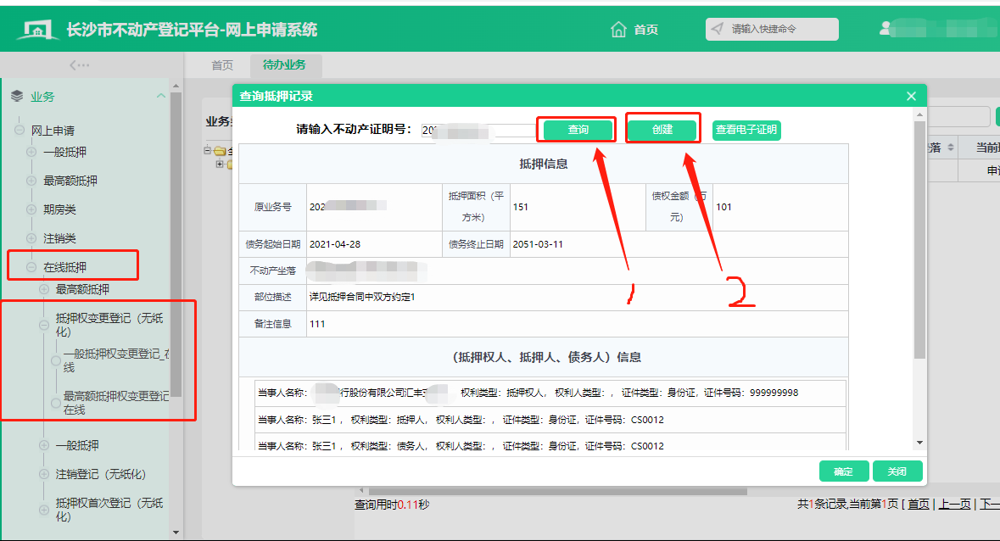 长沙市不动产登记平台-网上申请系统
首页
请输入快捷命令
首页
待办业务
业务
网上申请
一般抵押
最高额抵押
期房类
注销类
在线抵押
最高额抵押
抵押权变更登记（无纸
化）
一般抵押权变更登记_在
线
最高额抵押权变更登记
在线
一般抵押
注销登记（无纸化）
抵押权首次登记（无纸
化）
业务
查询抵押记录
请输入不动产证明号：
20
查询
创建
查看电子证明
抵押信息
原业务号
202
抵押面积（平
方米）
151
债权金额（万
元）
101
债务起始日期
2021-04-28
债务终止日期
2051-03-11
不动产坐落
部位描述
详见抵押合同中双方约定1
备注信息
111
（抵押权人、抵押人、债务人）信息
当事人名称：
行股份有限公司汇丰
权利类型：抵押权人，权利人类型：，证件类型：身份证，证件号码：999999998
当事人名称：张三1，权利类型：抵押人，权利人类型：，证件类型：身份证，证件号码：CS0012
当事人名称：张三1，权利类型：债务人，权利人类型：，证件类型：身份证，证件号码：CS0012
确定
关闭
1
2
落
当前
申
查询用时0.11秒
共1条记录,当前第1页 [ 首页 | 上一页 | 下一